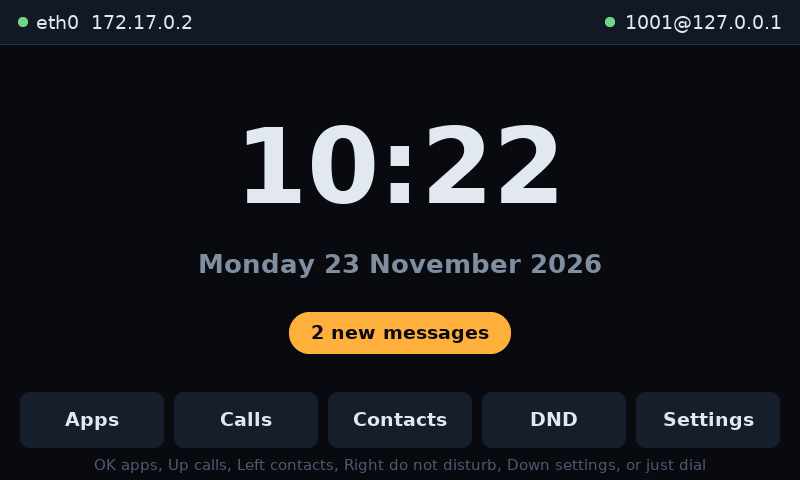 eth0 172.17.0.2
1001@127.0.0.1
10:22
Monday 23 November 2026
2 new messages
Apps
Calls
Contacts
DND
Settings
OK apps, Up calls, Left contacts, Right do not disturb, Down settings, or just dial